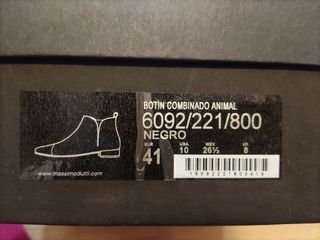 BOTÍN COMBINADO ANIMAL
6092/221/800
NEGRO
EUR USA MEX UK
41 10 26½ 8
www.massimodutti.com